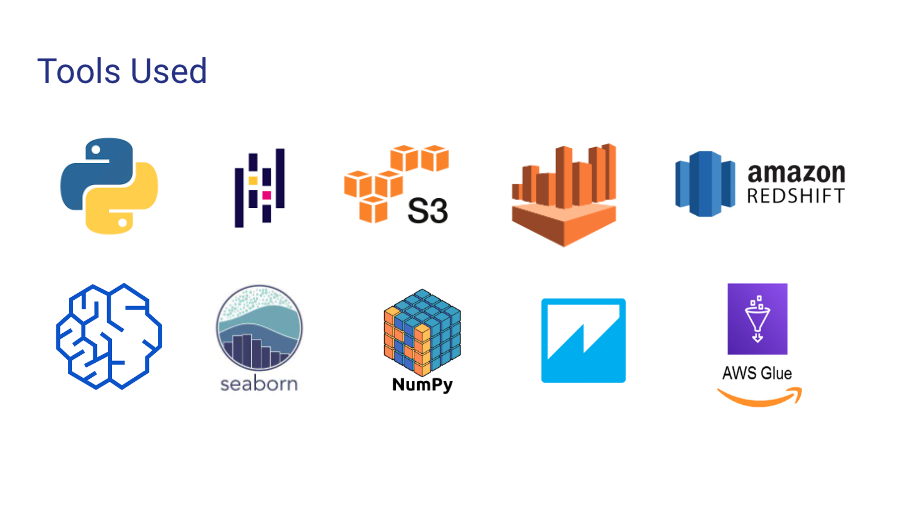 Tools Used
S3
amazon
REDSHIFT
seaborn
NumPy
AWS Glue